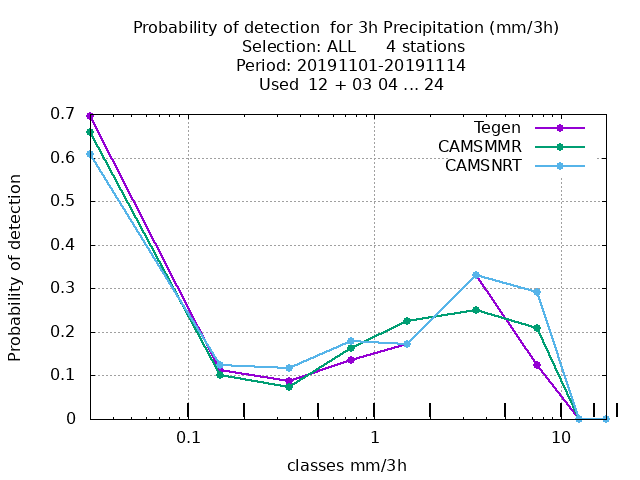 Probability of detection  for 3h Precipitation (mm/3h)
Selection: ALL      4 stations
Period: 20191101-20191114
Used  12 + 03 04 ... 24
Tegen
CAMSMMR
CAMSNRT
0.7
0.6
0.5
0.4
0.3
0.2
0.1
0
Probability of detection
0.1 1 10
classes mm/3h